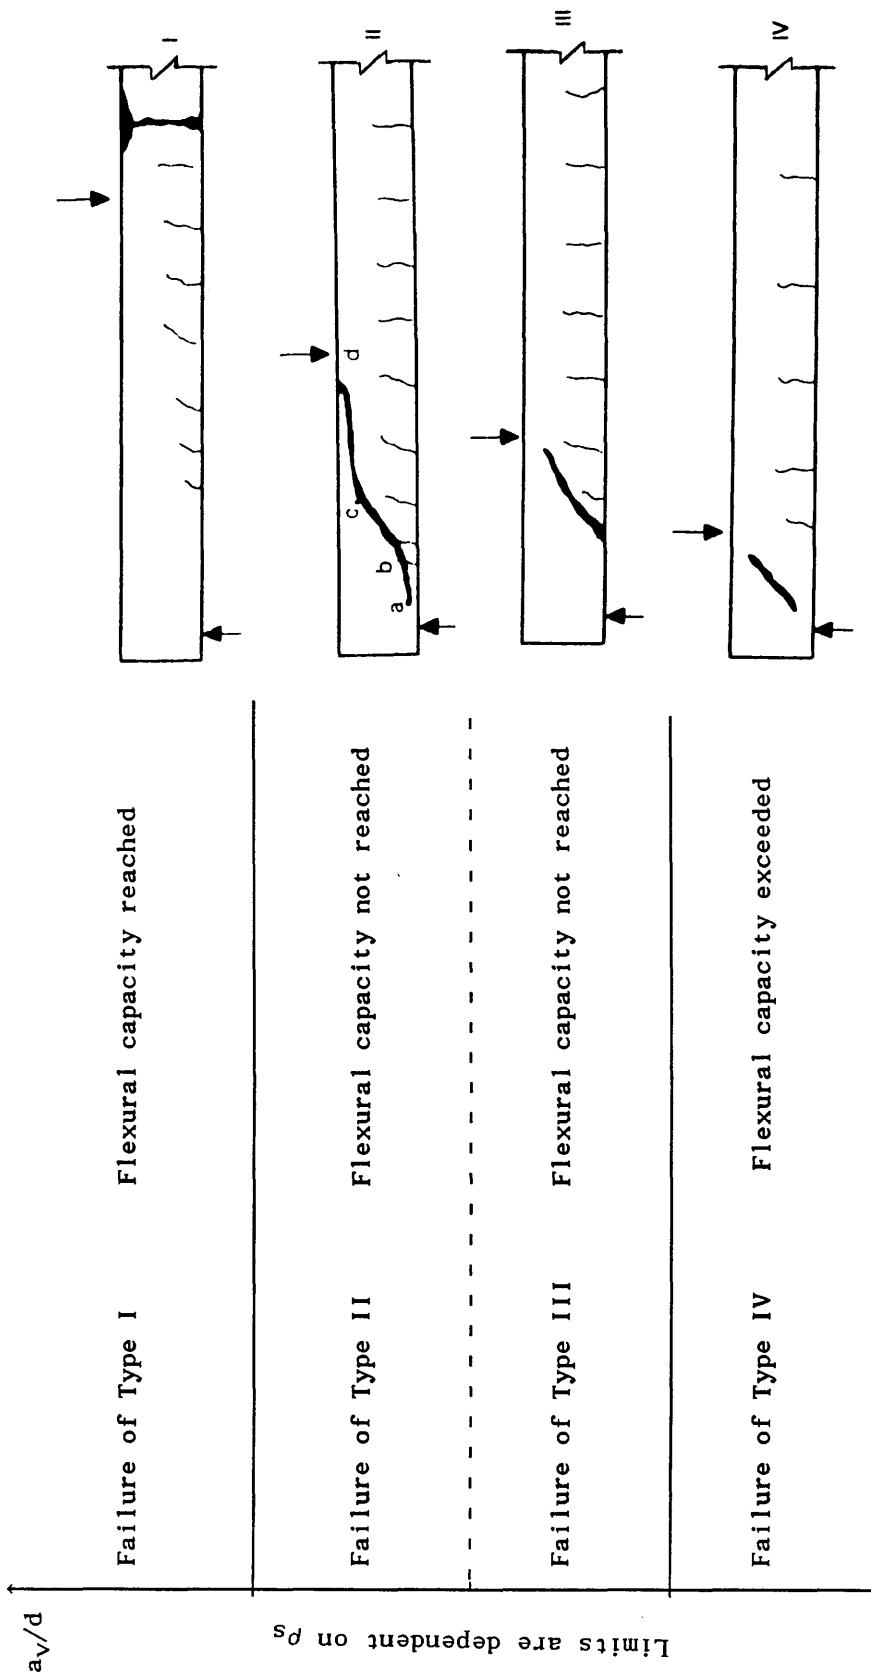 a_v/d
Limits are dependent on ρ_s
Failure of Type I
Flexural capacity reached
I
Failure of Type II
Flexural capacity not reached
a
b
c
d
II
Failure of Type III
Flexural capacity not reached
III
Failure of Type IV
Flexural capacity exceeded
IV